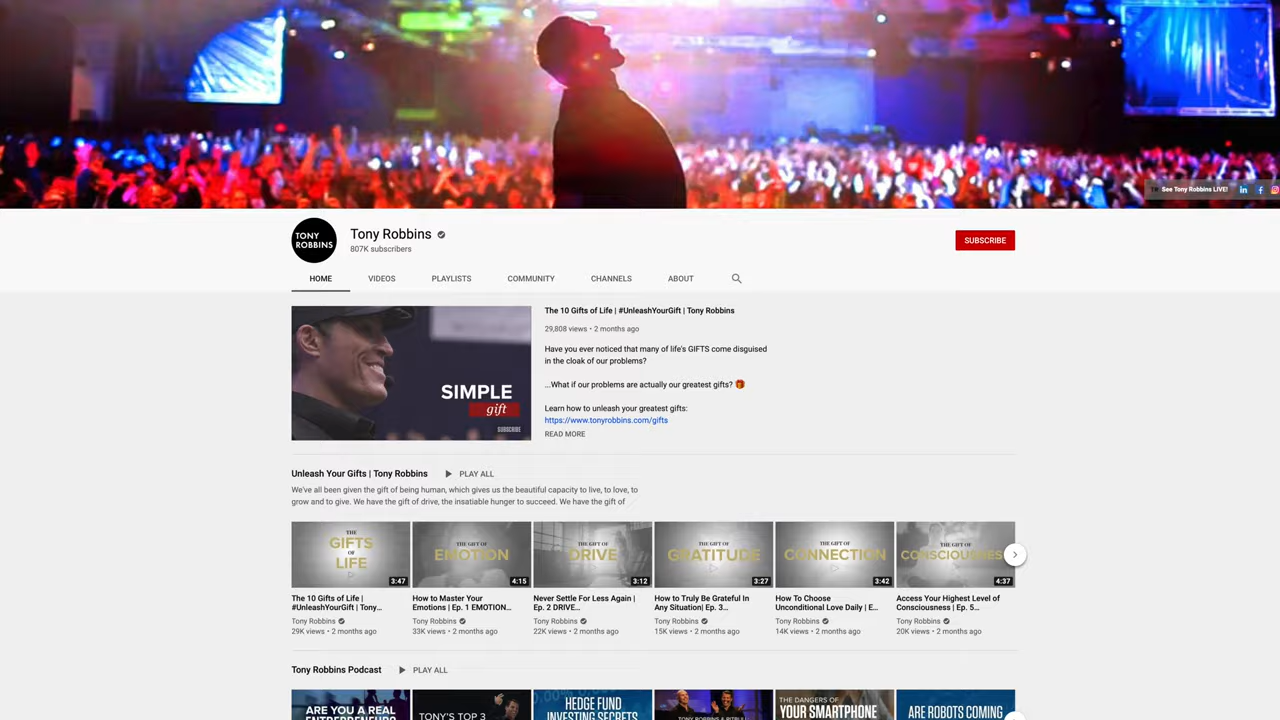 See Tony Robbins LIVE!
TONY
ROBBINS
Tony Robbins
807K subscribers
SUBSCRIBE
HOME VIDEOS PLAYLISTS COMMUNITY CHANNELS ABOUT
SIMPLE
gift
SUBSCRIBE
The 10 Gifts of Life | #UnleashYourGift | Tony Robbins
29,808 views • 2 months ago
Have you ever noticed that many of life's GIFTS come disguised
in the cloak of our problems?
...What if our problems are actually our greatest gifts? 🎁
Learn how to unleash your greatest gifts:
https://www.tonyrobbins.com/gifts
READ MORE
Unleash Your Gifts | Tony Robbins PLAY ALL
We've all been given the gift of being human, which gives us the beautiful capacity to live, to love, to
grow and to give. We have the gift of drive, the insatiable hunger to succeed. We have the gift of
THE
GIFTS
OF
LIFE
3:47
The 10 Gifts of Life |
#UnleashYourGift | Tony...
Tony Robbins
29K views • 2 months ago
THE GIFT OF
EMOTION
4:15
How to Master Your
Emotions | Ep. 1 EMOTION...
Tony Robbins
33K views • 2 months ago
THE GIFT OF
DRIVE
3:12
Never Settle For Less Again |
Ep. 2 DRIVE...
Tony Robbins
22K views • 2 months ago
THE GIFT OF
GRATITUDE
3:27
How to Truly Be Grateful In
Any Situation| Ep. 3...
Tony Robbins
15K views • 2 months ago
THE GIFT OF
CONNECTION
3:42
How To Choose
Unconditional Love Daily | E...
Tony Robbins
14K views • 2 months ago
THE GIFT OF
CONSCIOUSNESS
4:37
Access Your Highest Level of
Consciousness | Ep. 5...
Tony Robbins
20K views • 2 months ago
Tony Robbins Podcast PLAY ALL
ARE YOU A REAL
TONY'S TOP 3
HEDGE FUND
INVESTING SECRETS
TONY ROBBINS & PITBULL
THE DANGERS OF
YOUR SMARTPHONE
ARE ROBOTS COMING